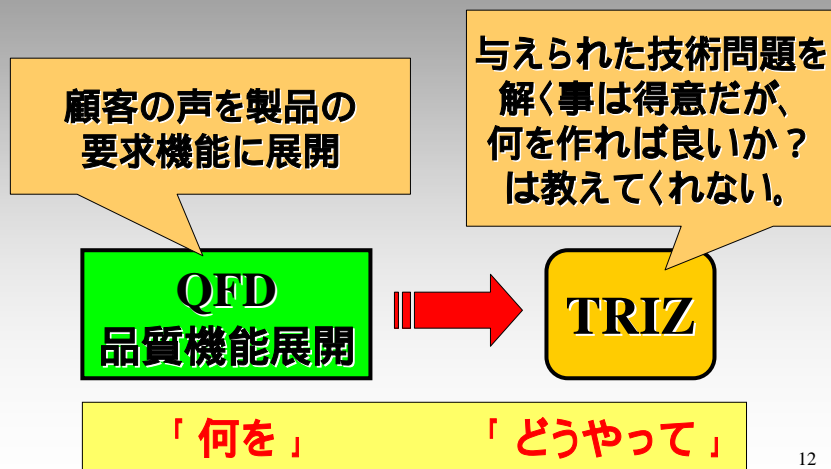 顧客の声を製品の
要求機能に展開
与えられた技術問題を
解く事は得意だが、
何を作れば良いか？
は教えてくれない。
QFD
品質機能展開
TRIZ
「何を」
「どうやって」
12